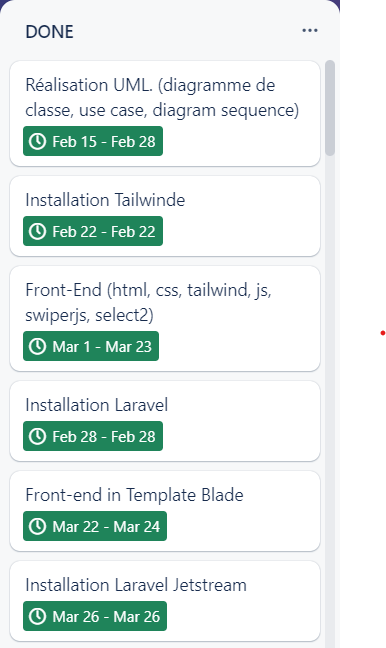 DONE
Réalisation UML. (diagramme de
classe, use case, diagram sequence)
Feb 15 - Feb 28
Installation Tailwinde
Feb 22 - Feb 22
Front-End (html, css, tailwind, js,
swiperjs, select2)
Mar 1 - Mar 23
Installation Laravel
Feb 28 - Feb 28
Front-end in Template Blade
Mar 22 - Mar 24
Installation Laravel Jetstream
Mar 26 - Mar 26